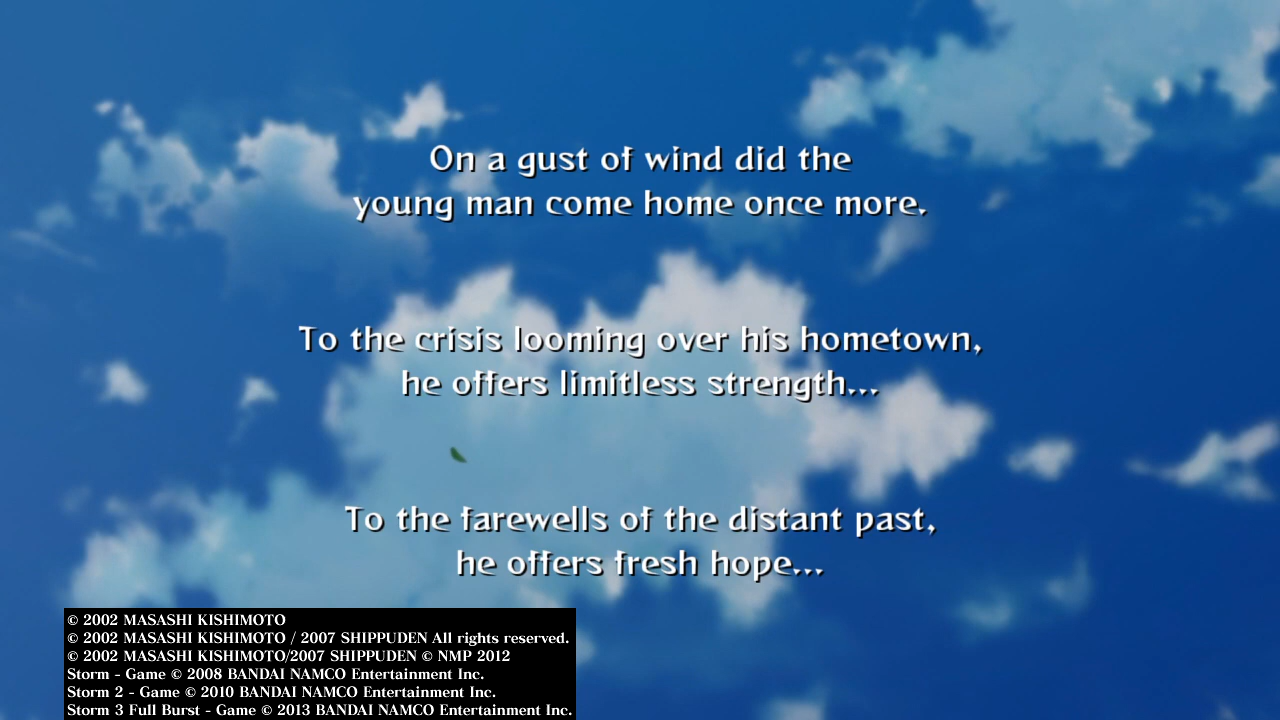 On a gust of wind did the
young man come home once more.
To the crisis looming over his hometown,
he offers limitless strength...
To the farewells of the distant past,
he offers fresh hope...
© 2002 MASASHI KISHIMOTO
© 2002 MASASHI KISHIMOTO / 2007 SHIPPUDEN All rights reserved.
© 2002 MASASHI KISHIMOTO/2007 SHIPPUDEN © NMP 2012
Storm - Game © 2008 BANDAI NAMCO Entertainment Inc.
Storm 2 - Game © 2010 BANDAI NAMCO Entertainment Inc.
Storm 3 Full Burst - Game © 2013 BANDAI NAMCO Entertainment Inc.